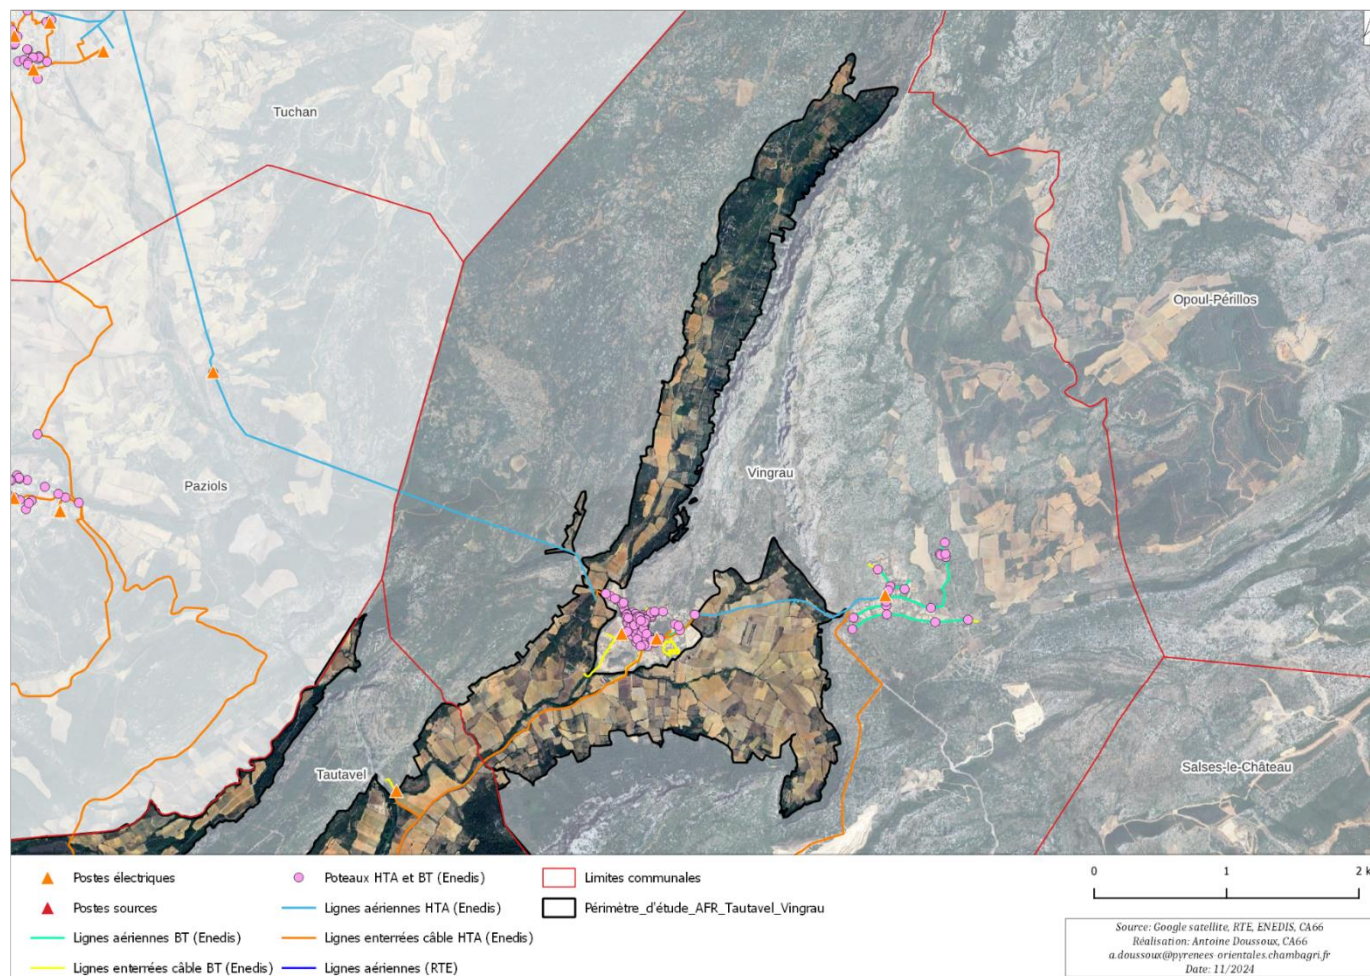 Tuchan
Opoul-Périllos
Vingrau
Paziols
Tautavel
Salses-le-Château
Postes électriques
Postes sources
Lignes aériennes BT (Enedis)
Lignes enterrées câble BT (Enedis)
Poteaux HTA et BT (Enedis)
Lignes aériennes HTA (Enedis)
Lignes enterrées câble HTA (Enedis)
Lignes aériennes (RTE)
Limites communales
Périmètre_d'étude_AFR_Tautavel_Vingrau
0 1 2 k
Source: Google satellite, RTE, ENEDIS, CA66
Réalisation: Antoine Doussoux, CA66
a.doussoux@pyrenees-orientales.chambagri.fr
Date: 11/2024